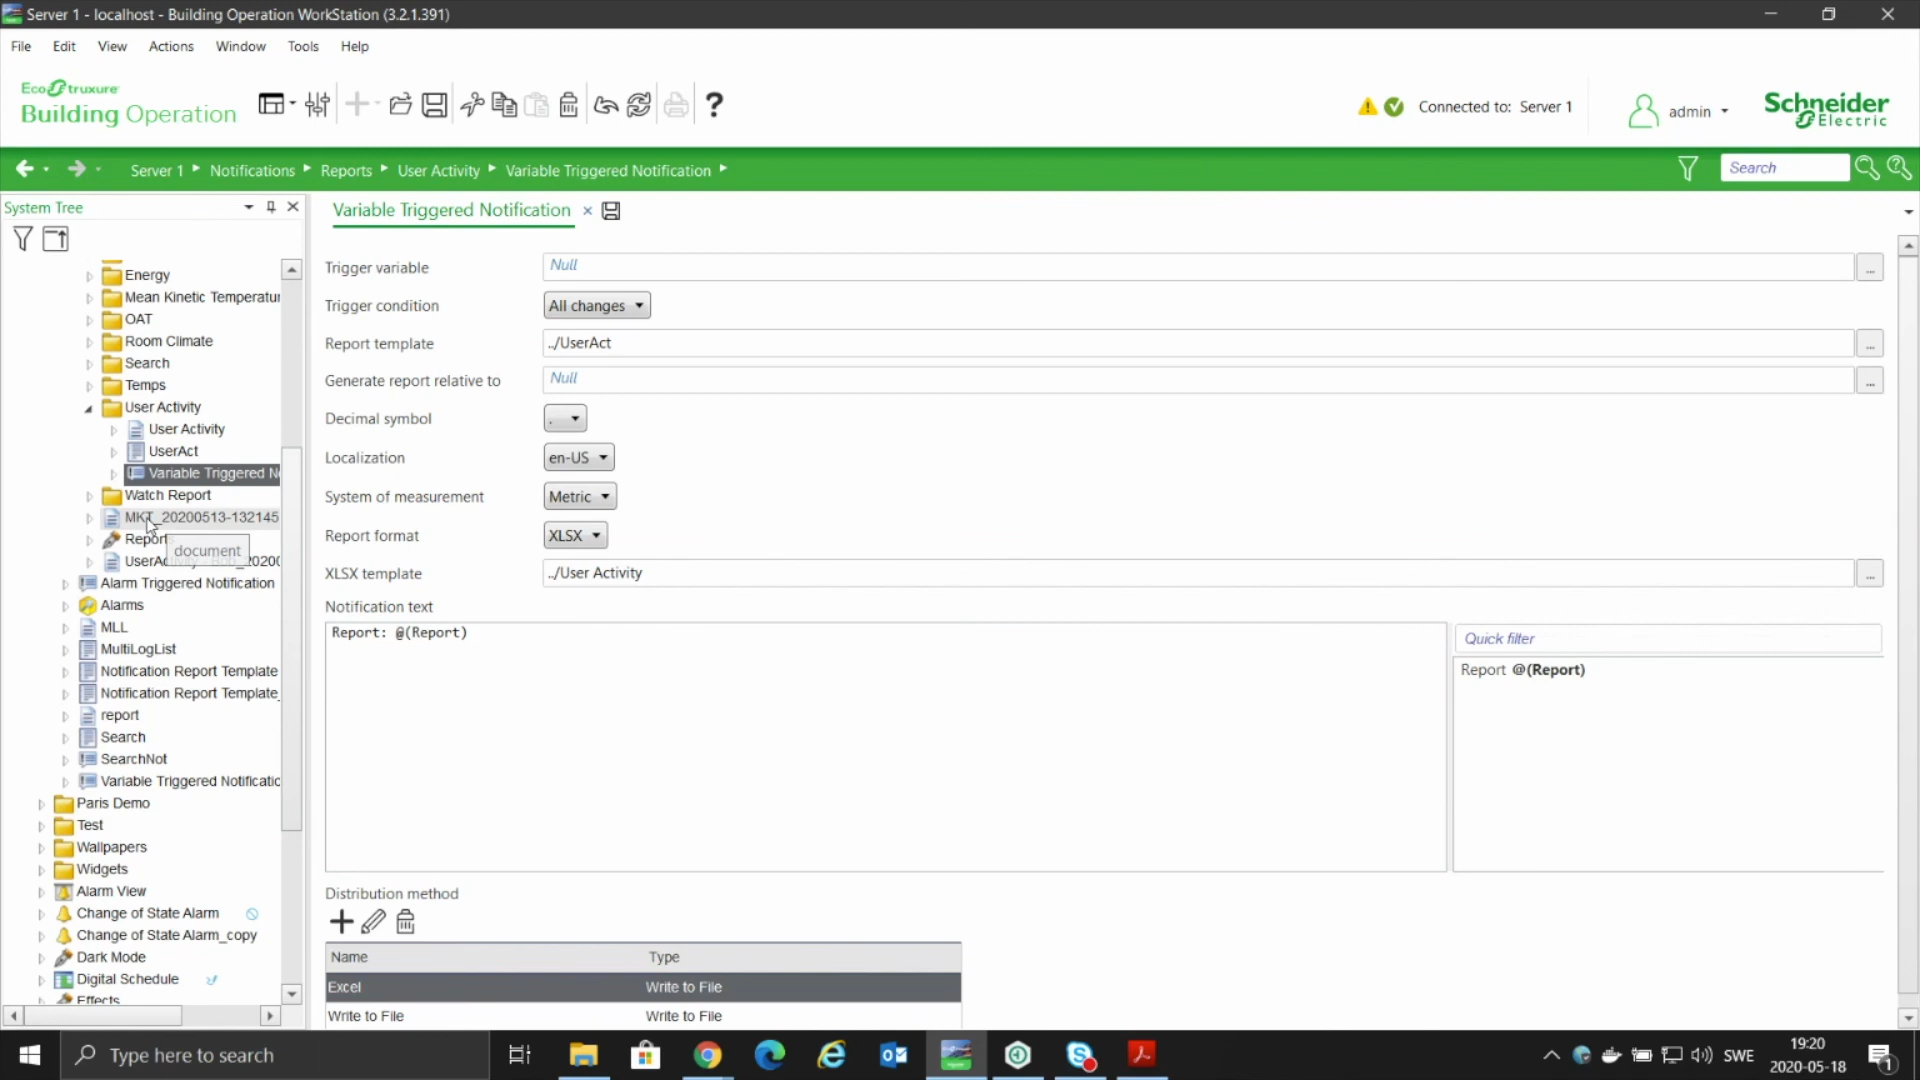 Server 1 - localhost - Building Operation WorkStation (3.2.1.391)
File Edit View Actions Window Tools Help
EcoStruxure
Building Operation
Connected to: Server 1
admin
Schneider
Electric
Server 1 Notifications Reports User Activity Variable Triggered Notification
Search
System Tree
Energy
Mean Kinetic Temperatur
OAT
Room Climate
Search
Temps
User Activity
User Activity
UserAct
Variable Triggered N
Watch Report
MKT_20200513-132145
Report
document
UserAc
Alarm Triggered Notification
Alarms
MLL
MultiLogList
Notification Report Template
Notification Report Template_
report
Search
SearchNot
Variable Triggered Notificatio
Paris Demo
Test
Wallpapers
Widgets
Alarm View
Change of State Alarm
Change of State Alarm_copy
Dark Mode
Digital Schedule
Effects
Variable Triggered Notification
Trigger variable Null ...
Trigger condition All changes
Report template ../UserAct ...
Generate report relative to Null ...
Decimal symbol .
Localization en-US
System of measurement Metric
Report format XLSX
XLSX template ../User Activity ...
Notification text
Report: @(Report)
Quick filter
Report @(Report)
Distribution method
Name Type
Excel Write to File
Write to File Write to File
Type here to search
SWE
19:20
2020-05-18
1